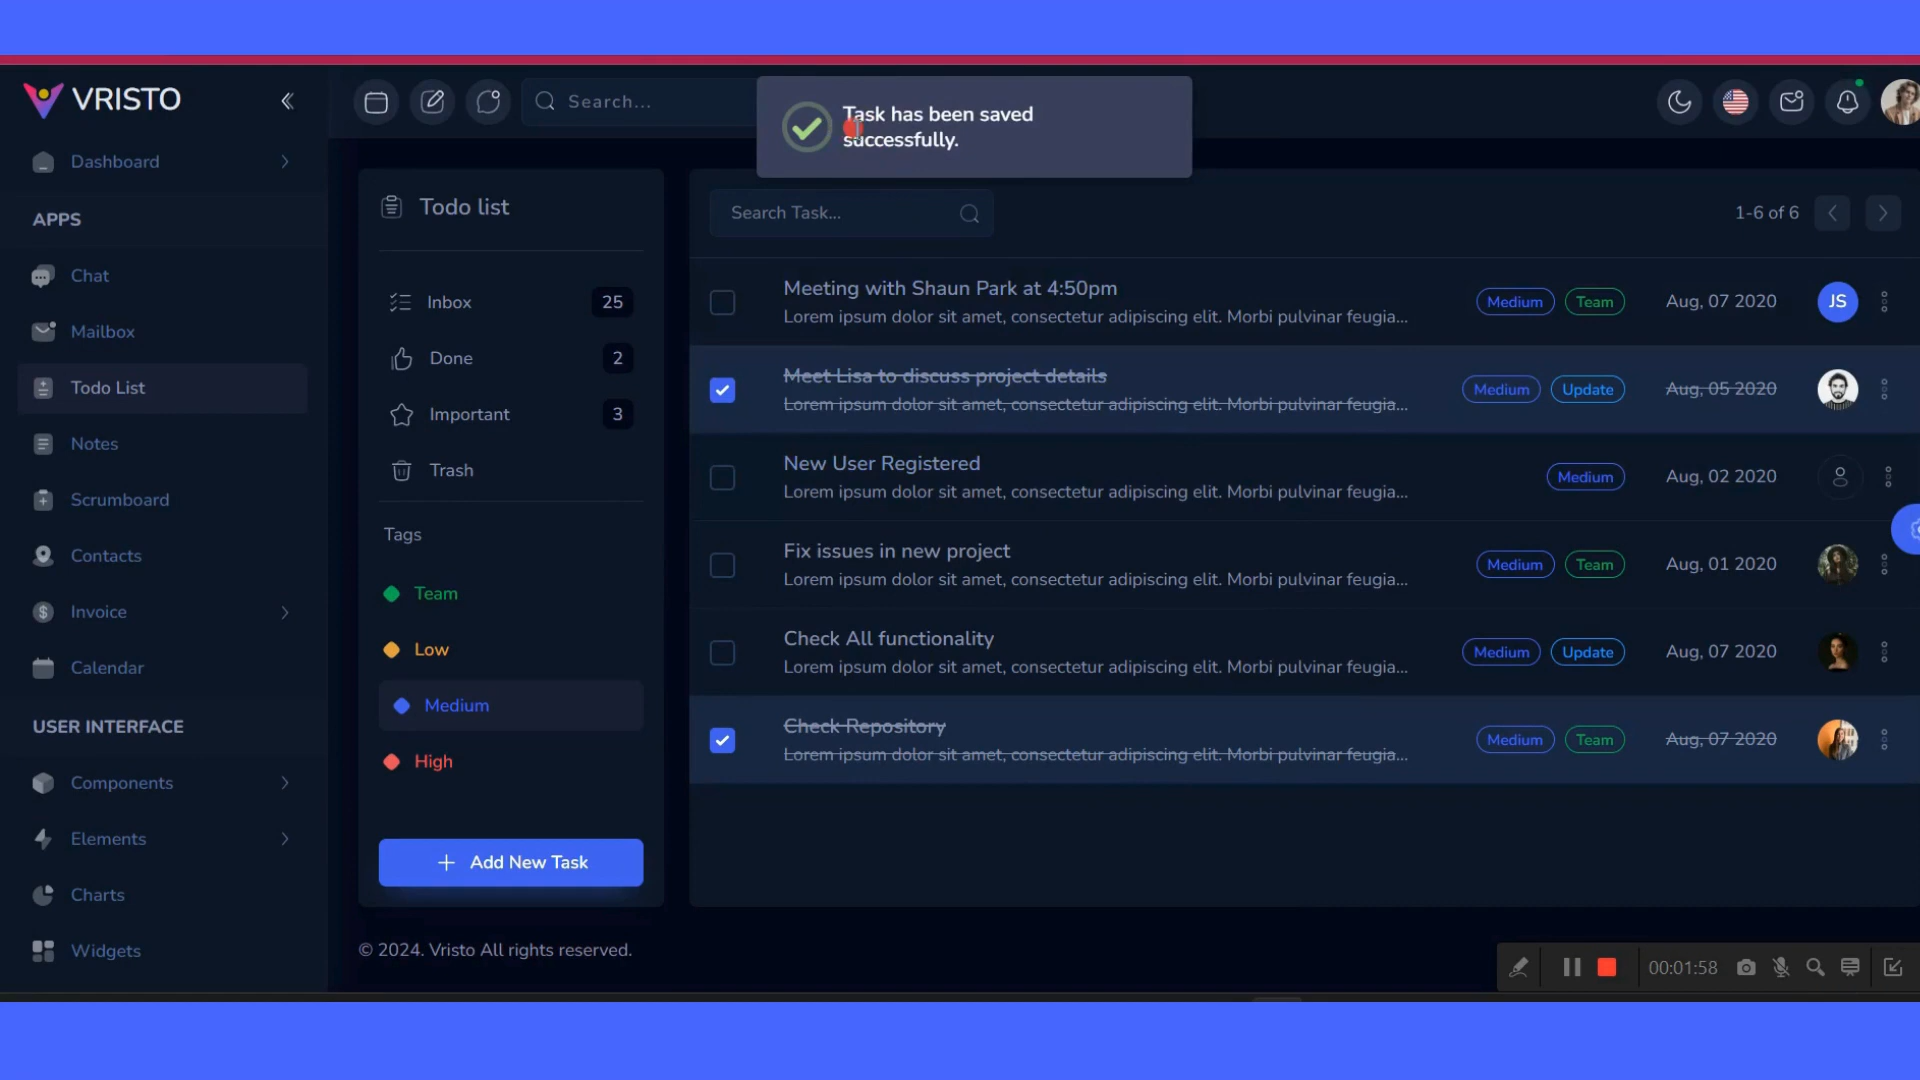 VRISTO
Search...
Task has been saved
successfully.
Dashboard
APPS
Chat
Mailbox
Todo List
Notes
Scrumboard
Contacts
Invoice
Calendar
USER INTERFACE
Components
Elements
Charts
Widgets
Todo list
Inbox 25
Done 2
Important 3
Trash
Tags
Team
Low
Medium
High
Add New Task
Search Task...
1-6 of 6
Meeting with Shaun Park at 4:50pm
Lorem ipsum dolor sit amet, consectetur adipiscing elit. Morbi pulvinar feugia...
Medium Team Aug, 07 2020 JS
Meet Lisa to discuss project details
Lorem ipsum dolor sit amet, consectetur adipiscing elit. Morbi pulvinar feugia...
Medium Update Aug, 05 2020
New User Registered
Lorem ipsum dolor sit amet, consectetur adipiscing elit. Morbi pulvinar feugia...
Medium Aug, 02 2020
Fix issues in new project
Lorem ipsum dolor sit amet, consectetur adipiscing elit. Morbi pulvinar feugia...
Medium Team Aug, 01 2020
Check All functionality
Lorem ipsum dolor sit amet, consectetur adipiscing elit. Morbi pulvinar feugia...
Medium Update Aug, 07 2020
Check Repository
Lorem ipsum dolor sit amet, consectetur adipiscing elit. Morbi pulvinar feugia...
Medium Team Aug, 07 2020
© 2024. Vristo All rights reserved.
00:01:58